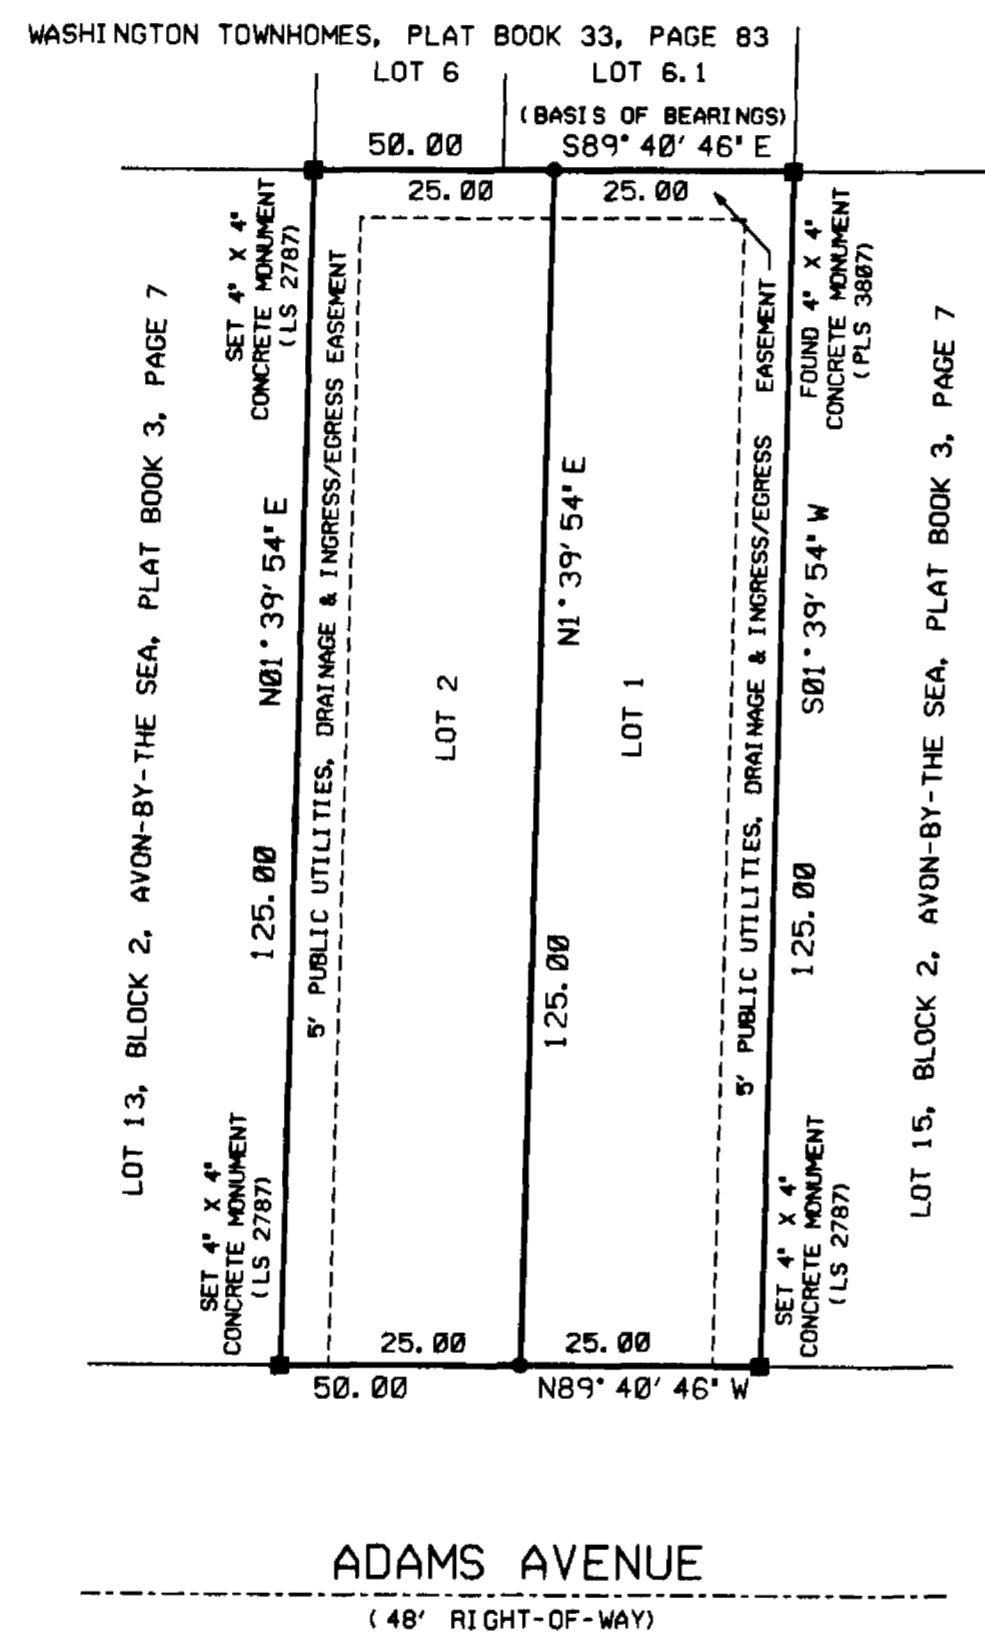 WASHINGTON TOWNHOMES, PLAT BOOK 33, PAGE 83
LOT 6
LOT 6.1
(BASIS OF BEARINGS)
50.00
S89°40'46"E
25.00
25.00
SET 4" X 4"
CONCRETE MONUMENT
(LS 2787)
FOUND 4" X 4"
CONCRETE MONUMENT
(PLS 3807)
LOT 13, BLOCK 2, AVON-BY-THE SEA, PLAT BOOK 3, PAGE 7
N01°39'54"E
125.00
5' PUBLIC UTILITIES, DRAINAGE & INGRESS/EGRESS EASEMENT
LOT 2
N1°39'54"E
125.00
LOT 1
5' PUBLIC UTILITIES, DRAINAGE & INGRESS/EGRESS EASEMENT
S01°39'54"W
125.00
LOT 15, BLOCK 2, AVON-BY-THE SEA, PLAT BOOK 3, PAGE 7
SET 4" X 4"
CONCRETE MONUMENT
(LS 2787)
SET 4" X 4"
CONCRETE MONUMENT
(LS 2787)
25.00
25.00
50.00
N89°40'46"W
ADAMS AVENUE
(48' RIGHT-OF-WAY)